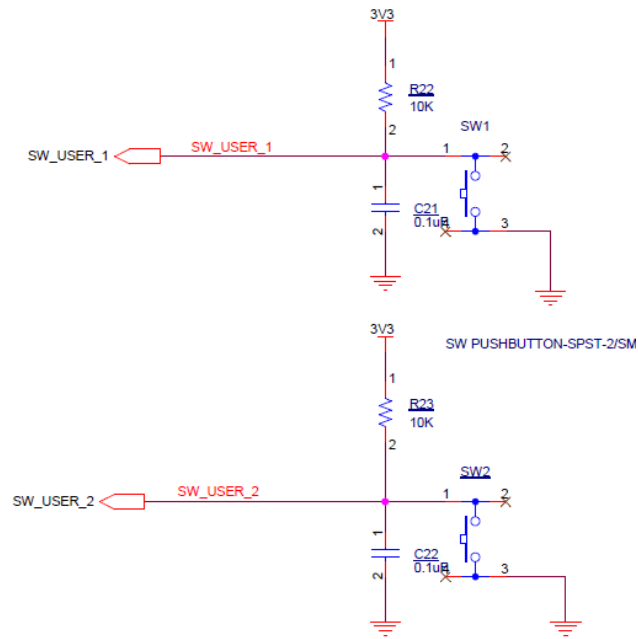 3V3
1
R22
10K
2
SW1
SW_USER_1
SW_USER_1
1
2
1
C21
0.1uF
2
3
3V3
SW PUSHBUTTON-SPST-2/SM
1
R23
10K
2
SW2
SW_USER_2
SW_USER_2
1
2
1
C22
0.1uF
2
3